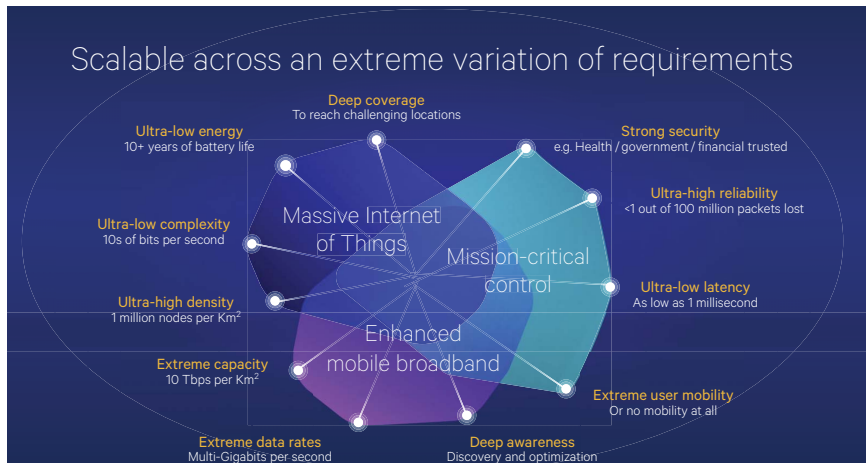 Scalable across an extreme variation of requirements
Deep coverage
To reach challenging locations
Ultra-low energy
10+ years of battery life
Strong security
e.g. Health / government / financial trusted
Ultra-high reliability
<1 out of 100 million packets lost
Massive Internet
of Things
Ultra-low complexity
10s of bits per second
Mission-critical
control
Ultra-low latency
As low as 1 millisecond
Ultra-high density
1 million nodes per Km²
Enhanced
mobile broadband
Extreme capacity
10 Tbps per Km²
Extreme user mobility
Or no mobility at all
Extreme data rates
Multi-Gigabits per second
Deep awareness
Discovery and optimization